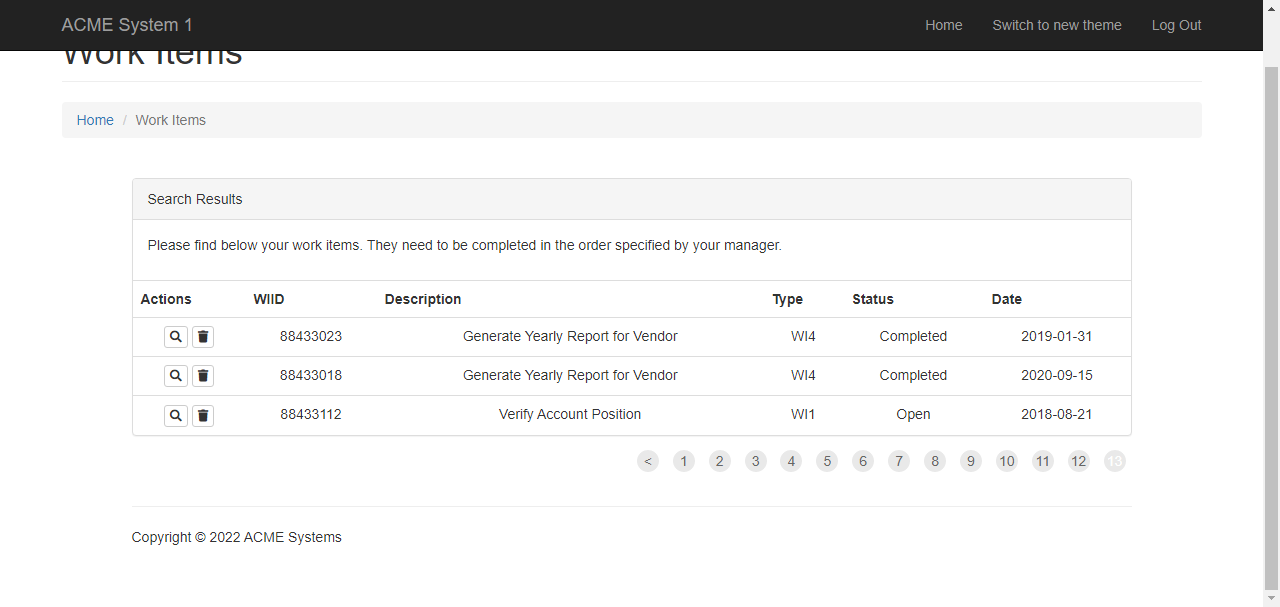 ACME System 1 Home Switch to new theme Log Out
Work Items
Home / Work Items
Search Results
Please find below your work items. They need to be completed in the order specified by your manager.
Actions WIID Description Type Status Date
88433023 Generate Yearly Report for Vendor WI4 Completed 2019-01-31
88433018 Generate Yearly Report for Vendor WI4 Completed 2020-09-15
88433112 Verify Account Position WI1 Open 2018-08-21
< 1 2 3 4 5 6 7 8 9 10 11 12 13
Copyright © 2022 ACME Systems